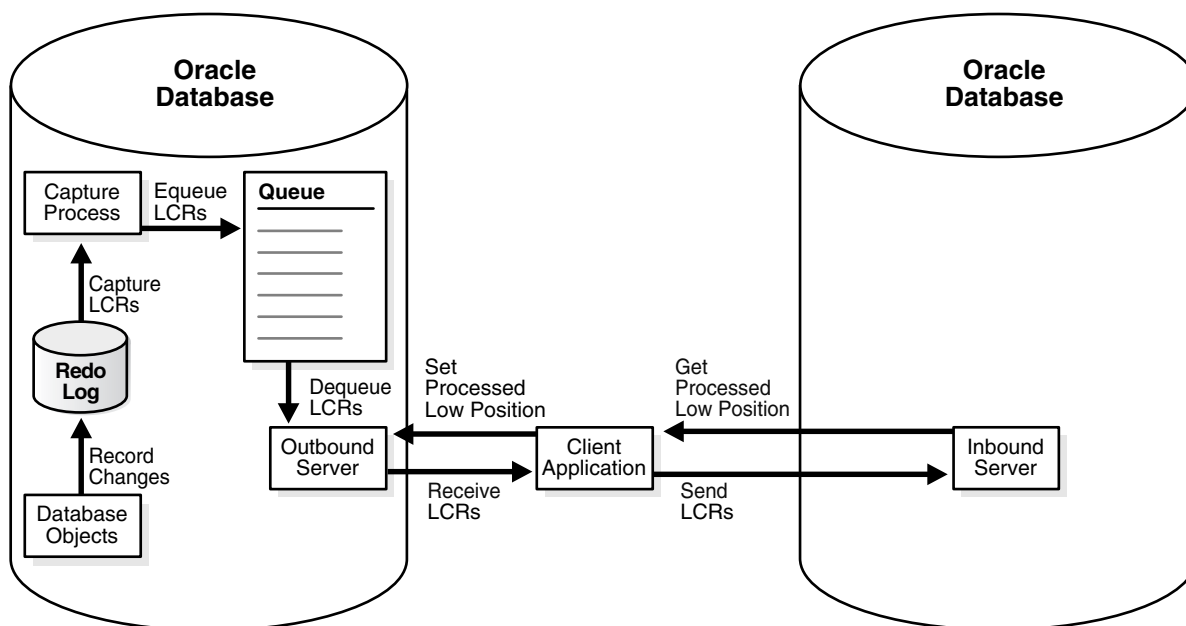 Oracle
Database
Oracle
Database
Capture
Process
Equeue
LCRs
Queue
Capture
LCRs
Redo
Log
Record
Changes
Database
Objects
Dequeue
LCRs
Outbound
Server
Set
Processed
Low Position
Receive
LCRs
Client
Application
Get
Processed
Low Position
Send
LCRs
Inbound
Server